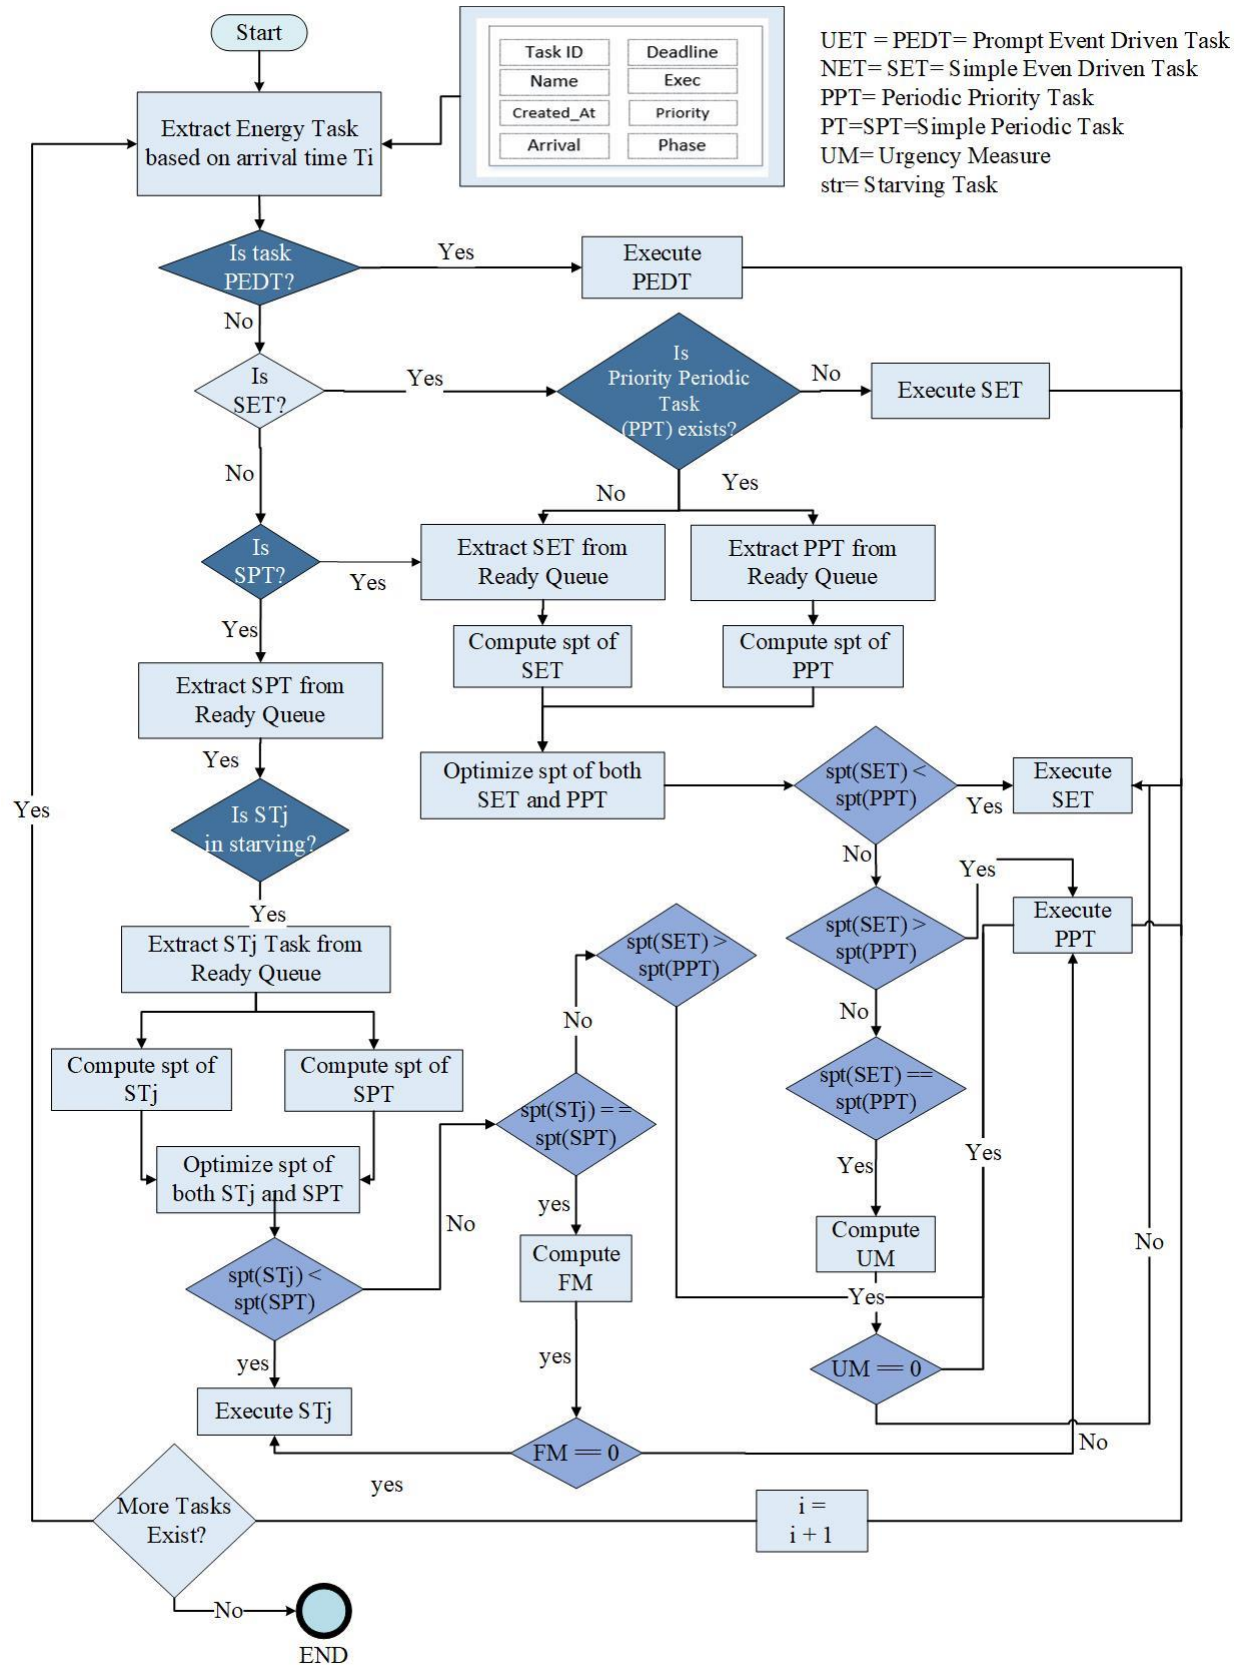 Start
Task ID
Deadline
Name
Exec
Created_At
Priority
Arrival
Phase
UET = PEDT= Prompt Event Driven Task
NET= SET= Simple Even Driven Task
PPT= Periodic Priority Task
PT=SPT=Simple Periodic Task
UM= Urgency Measure
str= Starving Task
Extract Energy Task
based on arrival time Ti
Is task
PEDT?
Yes
Execute
PEDT
No
Is
SET?
Yes
Is
Priority Periodic
Task
(PPT) exists?
No
Execute SET
No
No
Yes
Is
SPT?
Yes
Extract SET from
Ready Queue
Extract PPT from
Ready Queue
Yes
Compute spt of
SET
Compute spt of
PPT
Extract SPT from
Ready Queue
Yes
Optimize spt of both
SET and PPT
spt(SET) <
spt(PPT)
Yes
Execute
SET
Yes
Is STj
in starving?
No
Yes
Yes
Extract STj Task from
Ready Queue
spt(SET) >
spt(PPT)
spt(SET) >
spt(PPT)
Execute
PPT
No
No
Compute spt of
STj
Compute spt of
SPT
spt(STj) ==
spt(SPT)
spt(SET) ==
spt(PPT)
Yes
Yes
Optimize spt of
both STj and SPT
No
yes
Compute
FM
Compute
UM
No
spt(STj) <
spt(SPT)
Yes
yes
yes
UM == 0
Execute STj
FM == 0
No
yes
More Tasks
Exist?
i =
i + 1
No
END